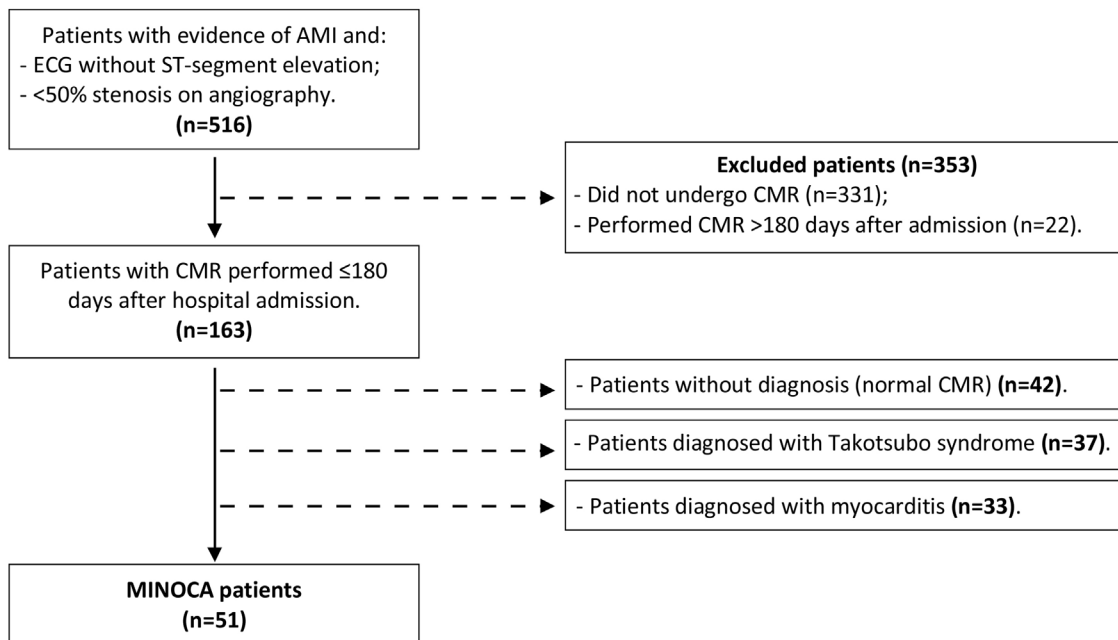 Patients with evidence of AMI and:
- ECG without ST-segment elevation;
- <50% stenosis on angiography.
(n=516)
Excluded patients (n=353)
- Did not undergo CMR (n=331);
- Performed CMR >180 days after admission (n=22).
Patients with CMR performed ≤180
days after hospital admission.
(n=163)
- Patients without diagnosis (normal CMR) (n=42).
- Patients diagnosed with Takotsubo syndrome (n=37).
- Patients diagnosed with myocarditis (n=33).
MINOCA patients
(n=51)